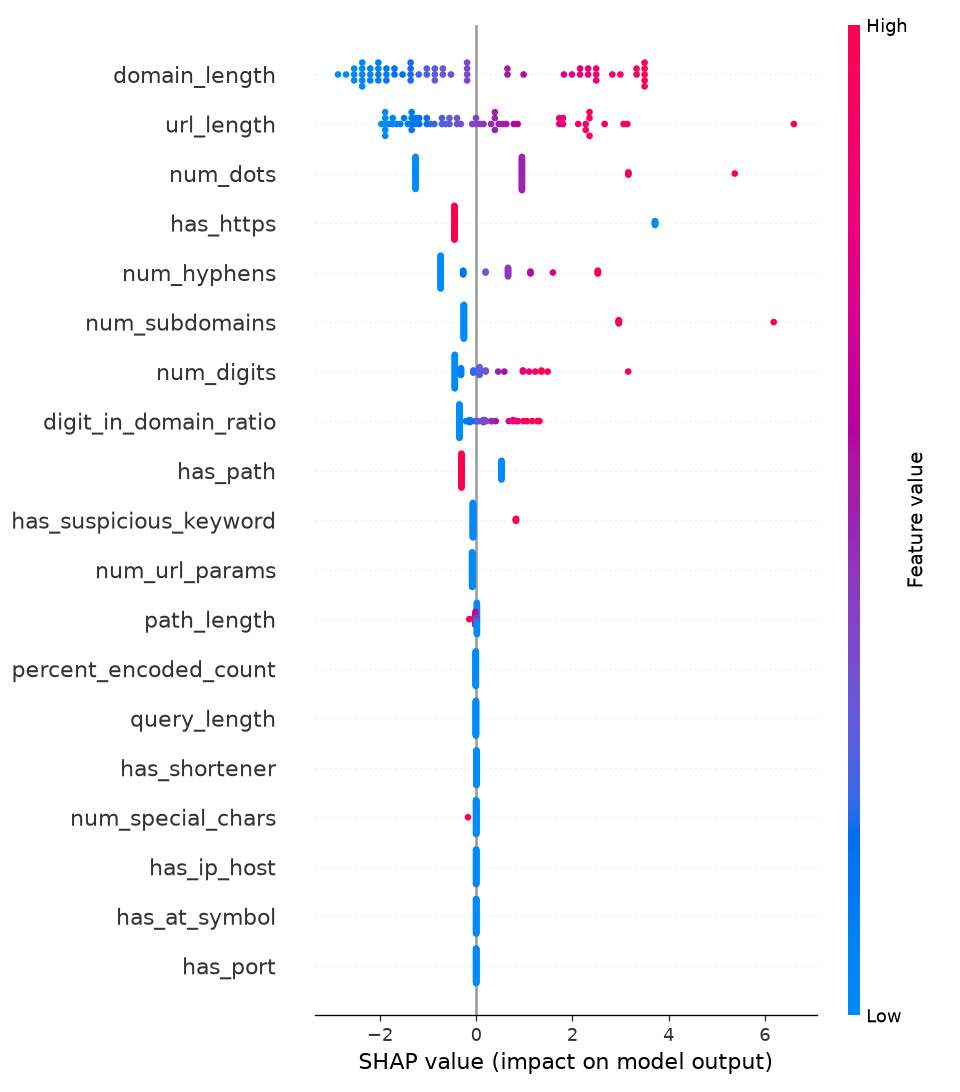 High
domain_length
url_length
num_dots
has_https
num_hyphens
num_subdomains
num_digits
digit_in_domain_ratio
has_path
has_suspicious_keyword
num_url_params
path_length
percent_encoded_count
query_length
has_shortener
num_special_chars
has_ip_host
has_at_symbol
has_port
Feature value
Low
−2 0 2 4 6
SHAP value (impact on model output)